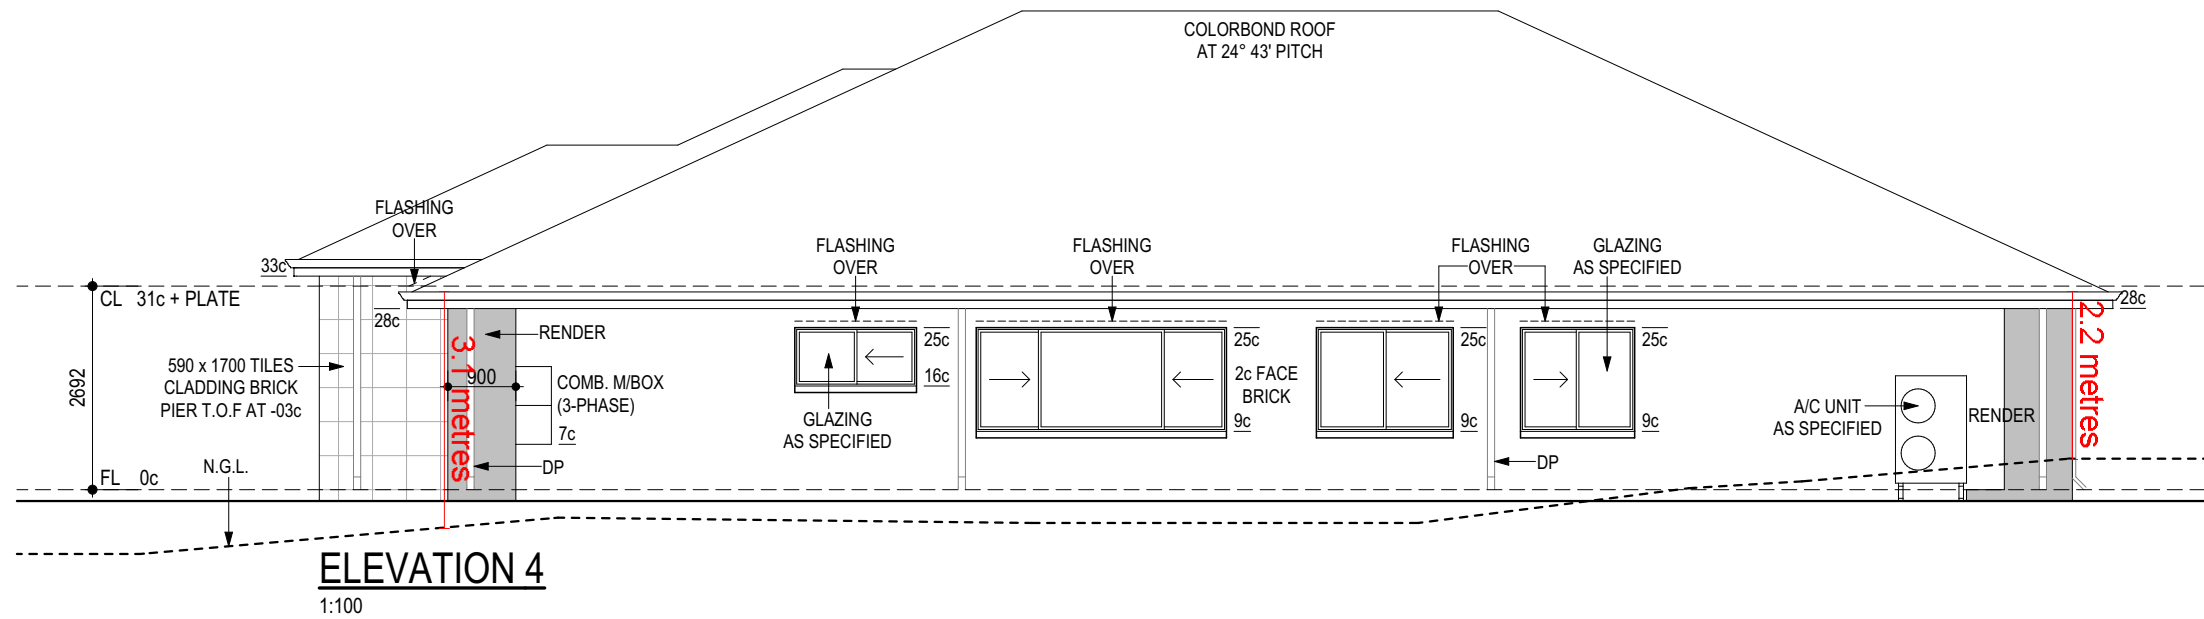 COLORBOND ROOF
AT 24° 43' PITCH
FLASHING
OVER
33c
CL 31c + PLATE
28c
2692
590 x 1700 TILES
CLADDING BRICK
PIER T.O.F AT -03c
FL 0c
N.G.L.
3.1 metres
900
RENDER
COMB. M/BOX
(3-PHASE)
7c
DP
FLASHING
OVER
25c
16c
GLAZING
AS SPECIFIED
FLASHING
OVER
25c
2c FACE
BRICK
9c
FLASHING
OVER
25c
9c
DP
GLAZING
AS SPECIFIED
25c
9c
A/C UNIT
AS SPECIFIED
RENDER
2.2 metres
28c
ELEVATION 4
1:100